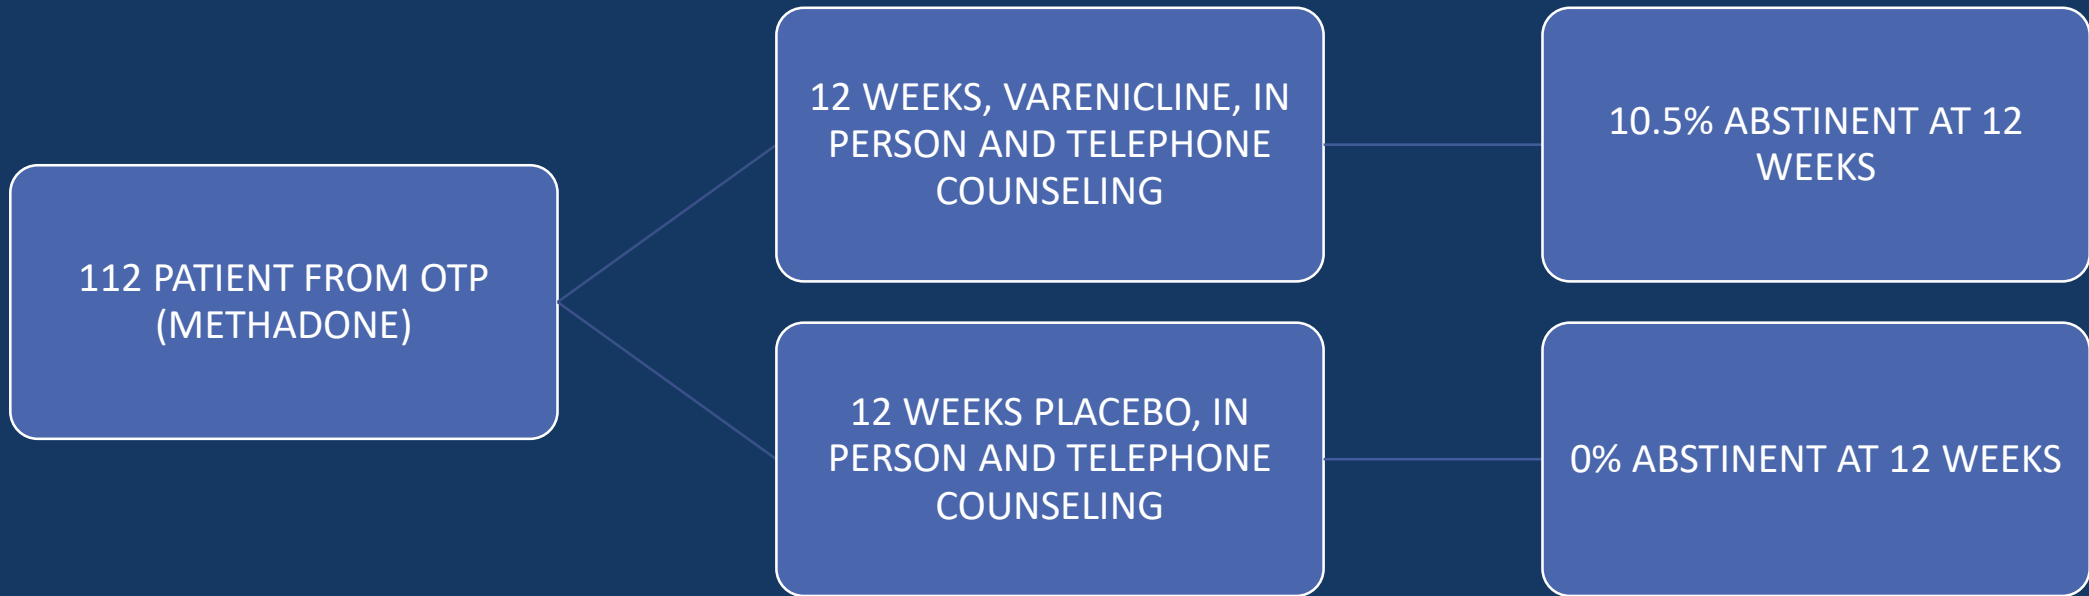 112 PATIENT FROM OTP
(METHADONE)
12 WEEKS, VARENICLINE, IN
PERSON AND TELEPHONE
COUNSELING
10.5% ABSTINENT AT 12
WEEKS
12 WEEKS PLACEBO, IN
PERSON AND TELEPHONE
COUNSELING
0% ABSTINENT AT 12 WEEKS